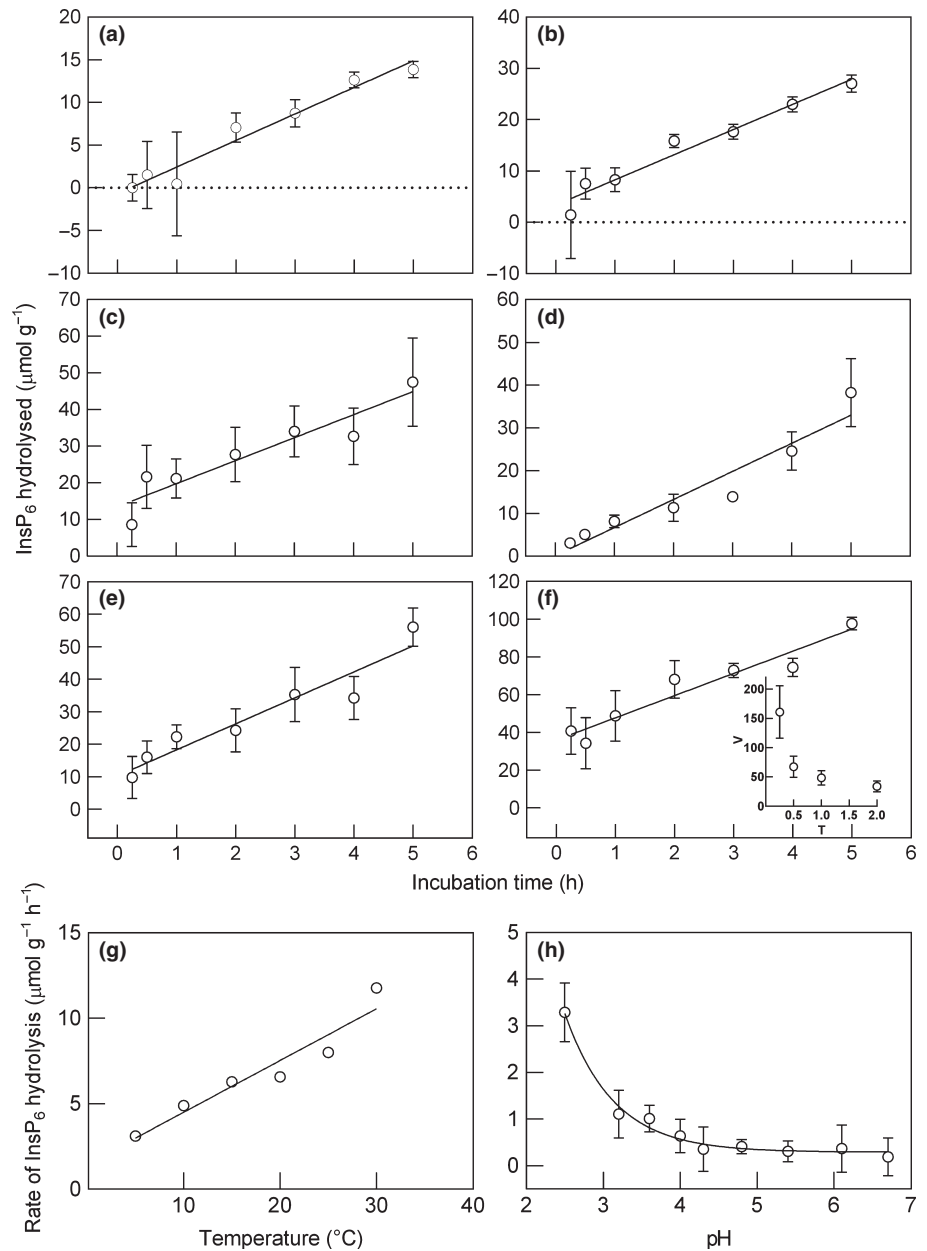 (a)
20
15
10
5
0
−5
−10
(b)
40
30
20
10
0
−10
InsP6 hydrolysed (μmol g−1)
(c)
70
60
50
40
30
20
10
0
(d)
60
50
40
30
20
10
0
(e)
70
60
50
40
30
20
10
0
0 1 2 3 4 5 6
(f)
120
100
80
60
40
20
0
200
150
100
50
0
V
0.5 1.0 1.5 2.0
T
0 1 2 3 4 5 6
Incubation time (h)
Rate of InsP6 hydrolysis (μmol g−1 h−1)
(g)
15
10
5
0
10 20 30 40
Temperature (°C)
(h)
5
4
3
2
1
0
2 3 4 5 6 7
pH